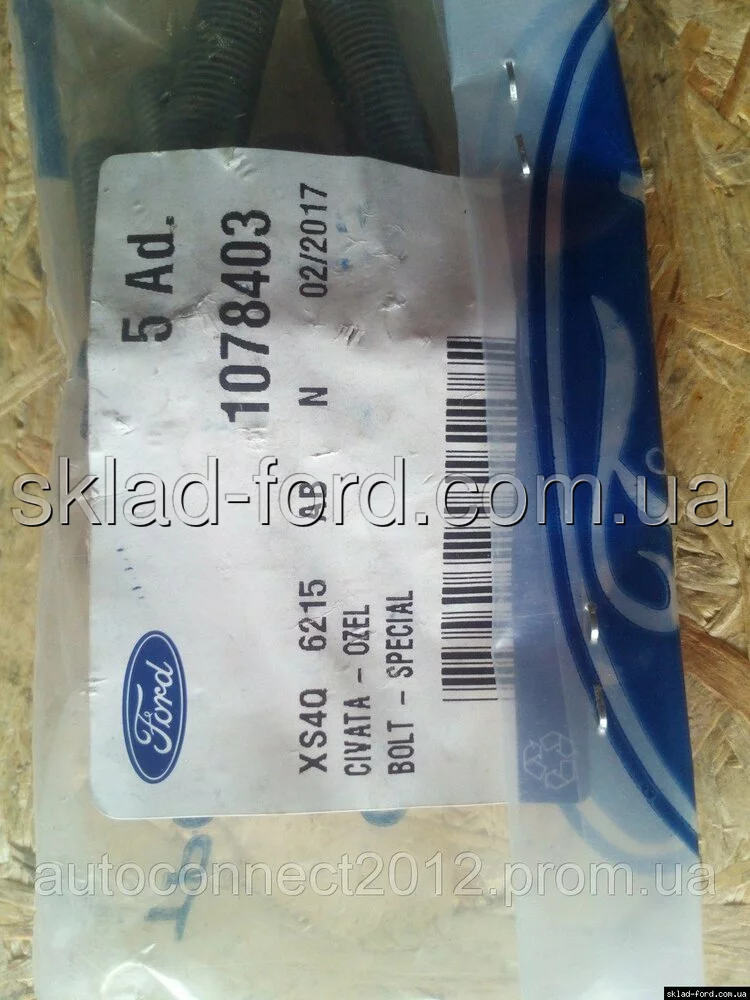 5 Ad.
1078403
XS4Q 6215 AB N 02/2017
CIVATA - OZEL
BOLT - SPECIAL
Ford
sklad-ford.com.ua
autoconnect2012.prom.ua
sklad-ford.com.ua